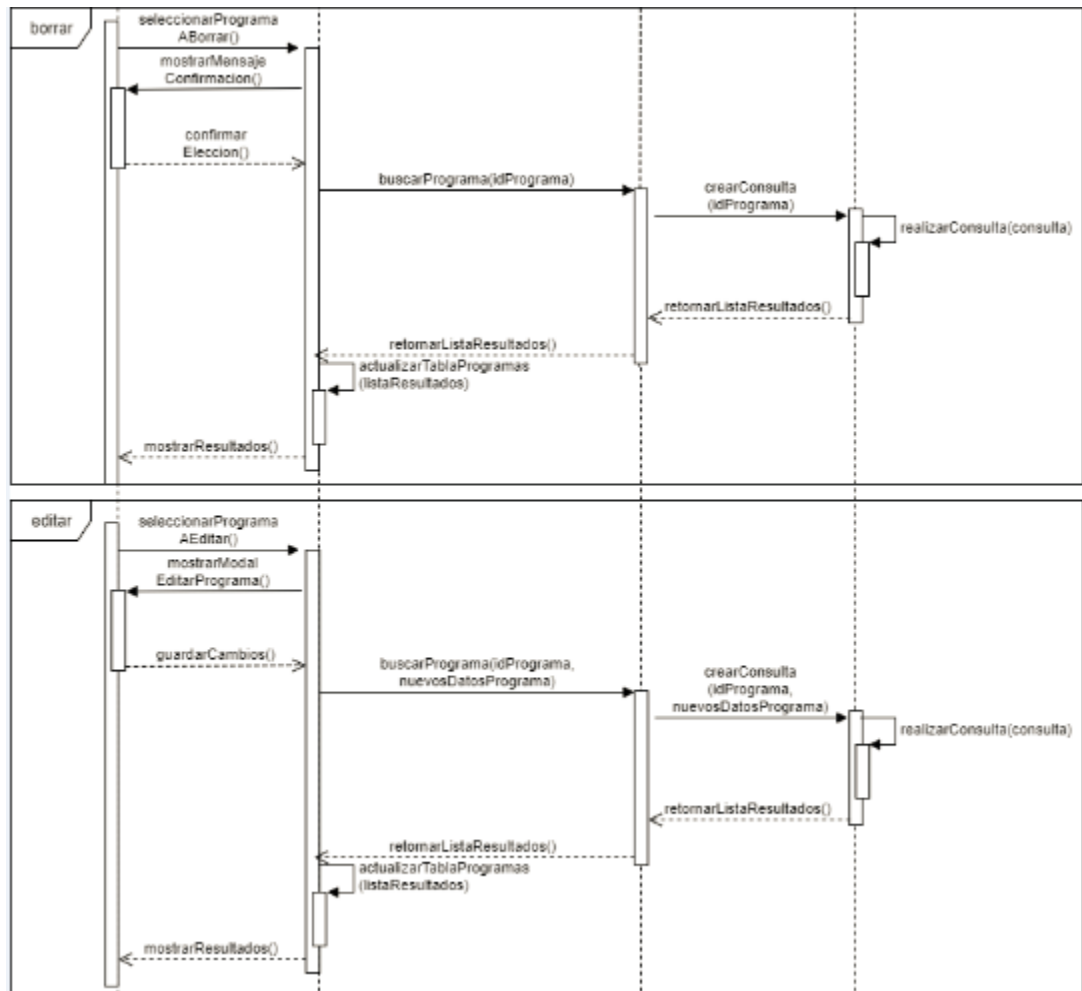 borrar
seleccionarPrograma
ABorrar()
mostrarMensaje
Confirmacion()
confirmar
Eleccion()
buscarPrograma(idPrograma)
crearConsulta
(idPrograma)
realizarConsulta(consulta)
retornarListaResultados()
retornarListaResultados()
actualizarTablaProgramas
(listaResultados)
mostrarResultados()
editar
seleccionarPrograma
AEditar()
mostrarModal
EditarPrograma()
guardarCambios()
buscarPrograma(idPrograma,
nuevosDatosPrograma)
crearConsulta
(idPrograma,
nuevosDatosPrograma)
realizarConsulta(consulta)
retornarListaResultados()
retornarListaResultados()
actualizarTablaProgramas
(listaResultados)
mostrarResultados()